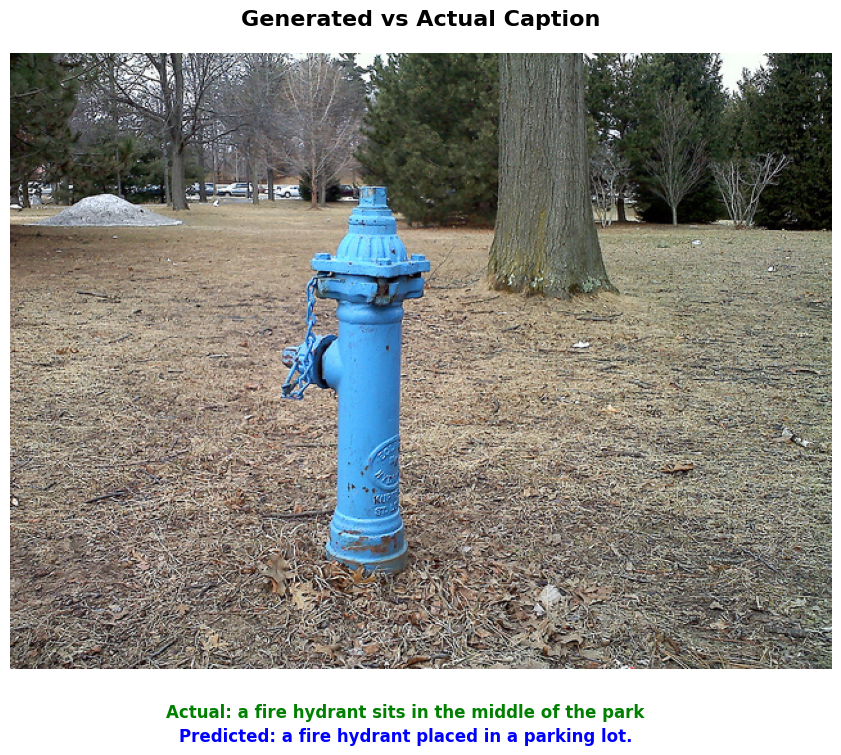 Generated vs Actual Caption
Actual: a fire hydrant sits in the middle of the park
Predicted: a fire hydrant placed in a parking lot.